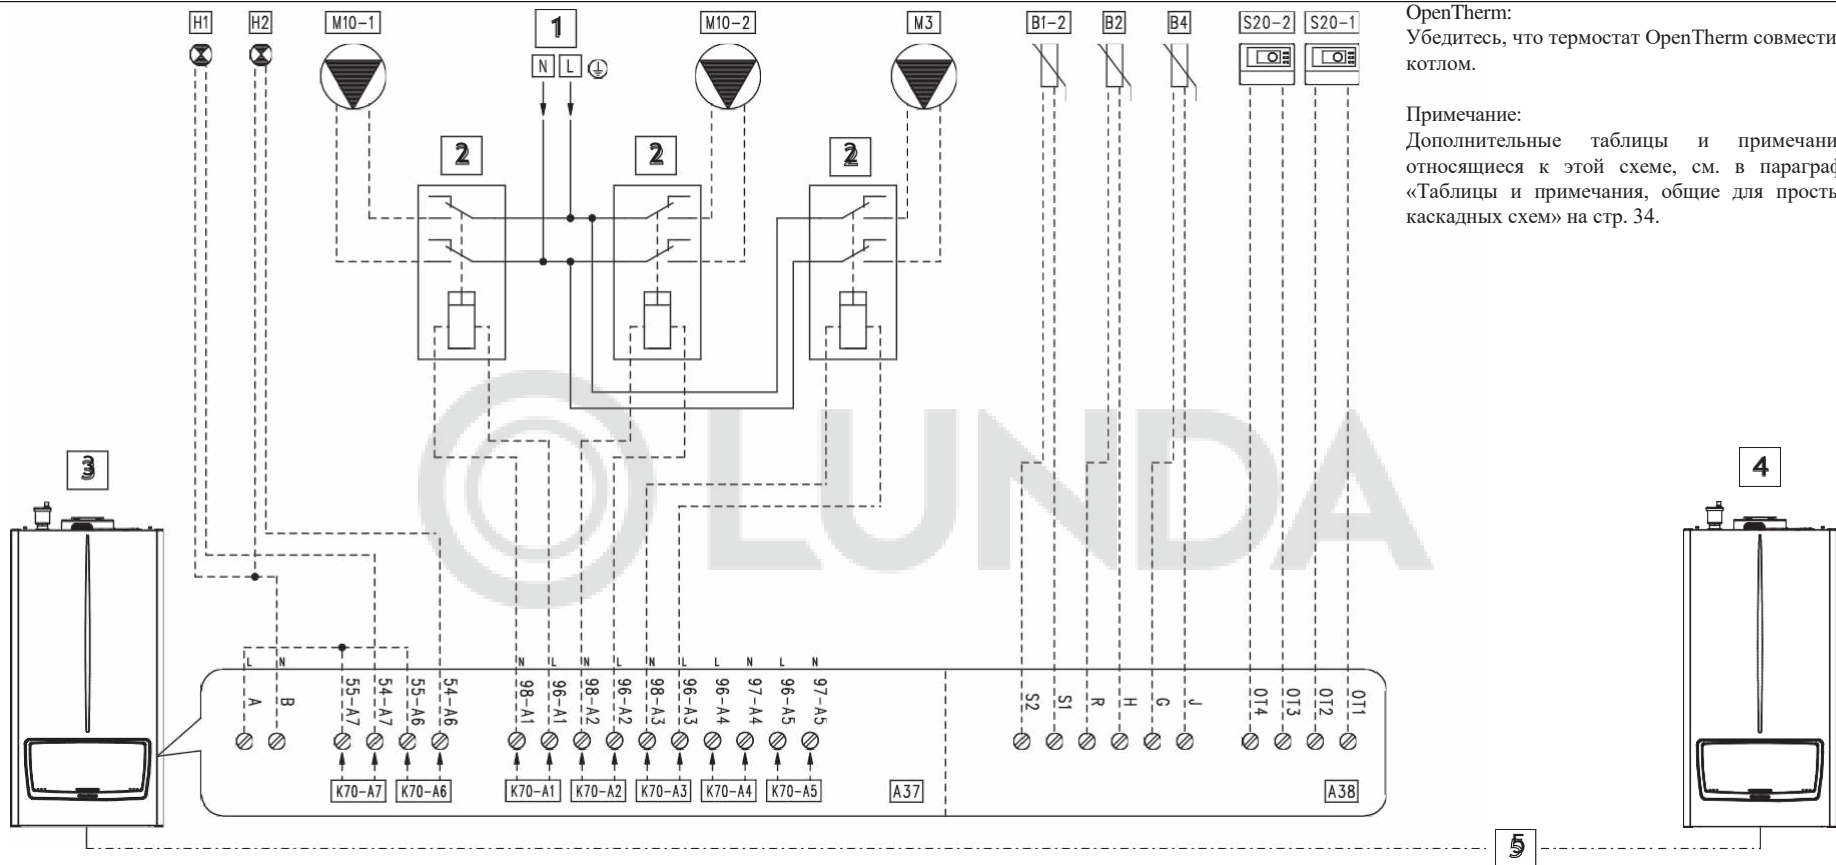 H1 H2 M10-1 1 M10-2 M3 B1-2 B2 B4 S20-2 S20-1
N L
OpenTherm:
Убедитесь, что термостат OpenTherm совмести
котлом.
Примечание:
Дополнительные таблицы и примечани
относящиеся к этой схеме, см. в параграф
«Таблицы и примечания, общие для просты
каскадных схем» на стр. 34.
2 2 2
LUNDA
3 4
L N N L N L N L L N L N
A B 55-A7 54-A7 55-A6 54-A6 98-A1 96-A1 98-A2 96-A2 98-A3 96-A3 96-A4 97-A4 96-A5 97-A5 S2 S1 R H G J OT4 OT3 OT2 OT1
K70-A7 K70-A6 K70-A1 K70-A2 K70-A3 K70-A4 K70-A5 A37 A38
5